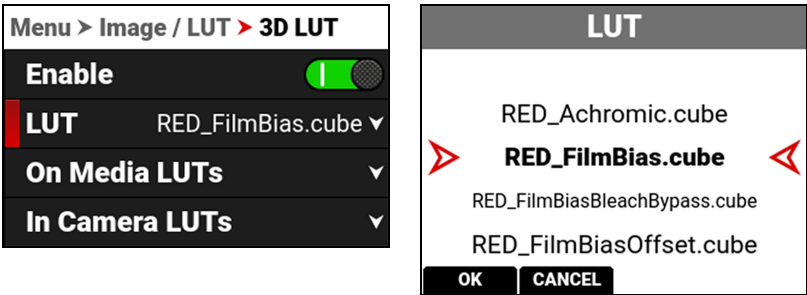 Menu > Image / LUT > 3D LUT
Enable
LUT RED_FilmBias.cube
On Media LUTs
In Camera LUTs
LUT
RED_Achromic.cube
RED_FilmBias.cube
RED_FilmBiasBleachBypass.cube
RED_FilmBiasOffset.cube
OK CANCEL